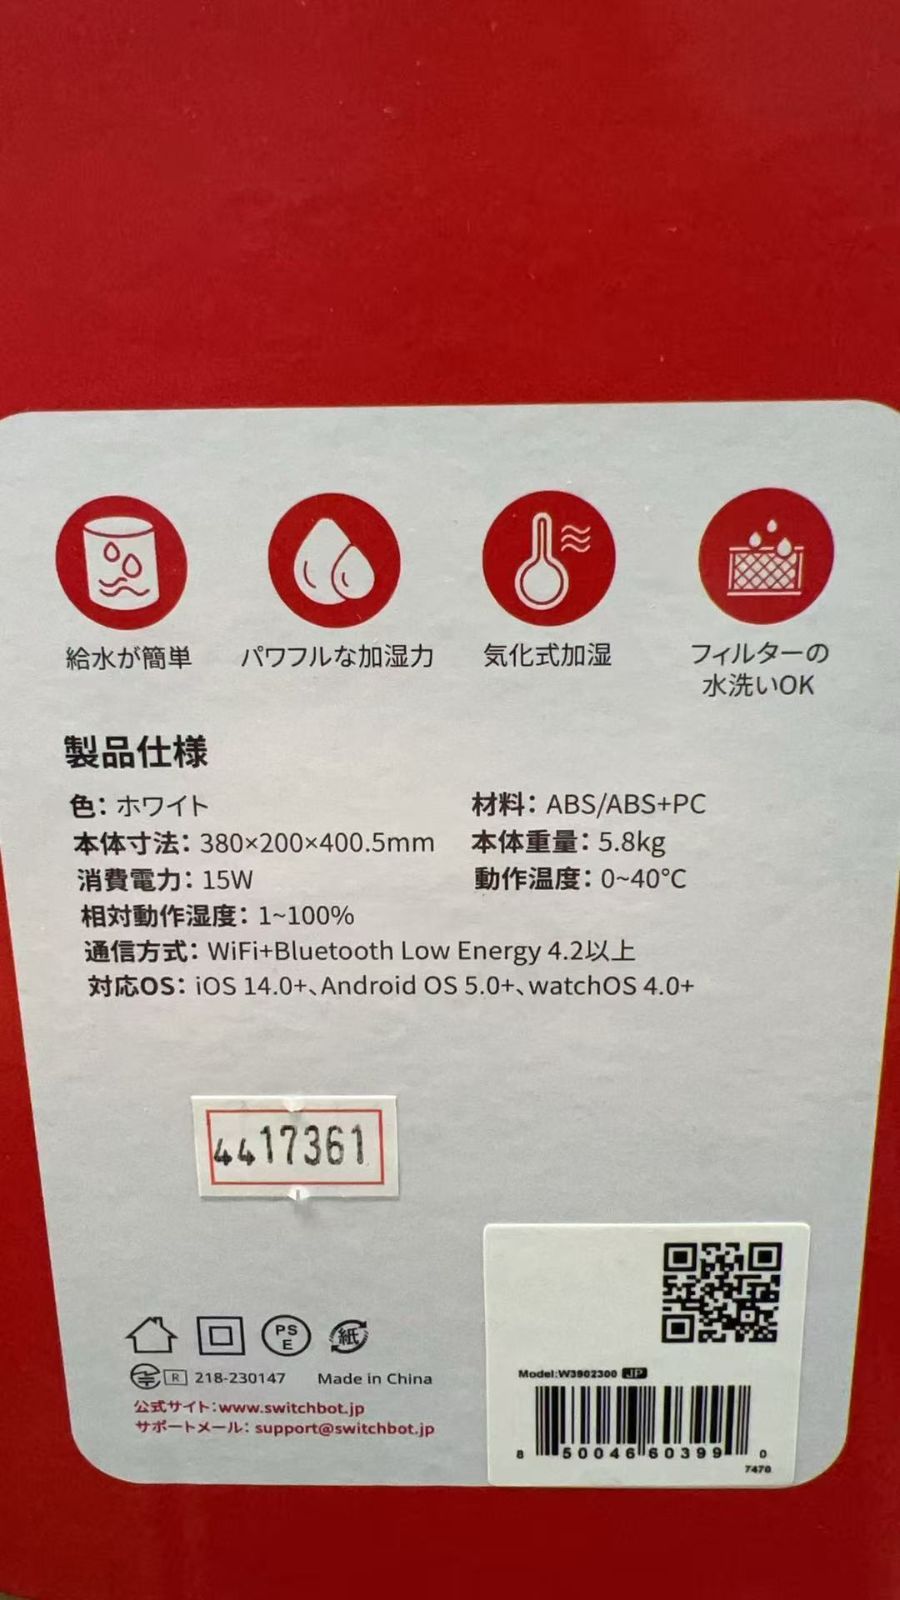 給水が簡単
パワフルな加湿力
気化式加湿
フィルターの
水洗いOK
製品仕様
色：ホワイト
材料：ABS/ABS+PC
本体寸法：380×200×400.5mm
本体重量：5.8kg
消費電力：15W
動作温度：0~40°C
相対動作湿度：1~100%
通信方式：WiFi+Bluetooth Low Energy 4.2以上
対応OS：iOS 14.0+、Android OS 5.0+、watchOS 4.0+
4417361
PS
E
紙
R 218-230147 Made in China
公式サイト：www.switchbot.jp
サポートメール：support@switchbot.jp
Model:W3902300 JP
8 50046 60399 0
7470